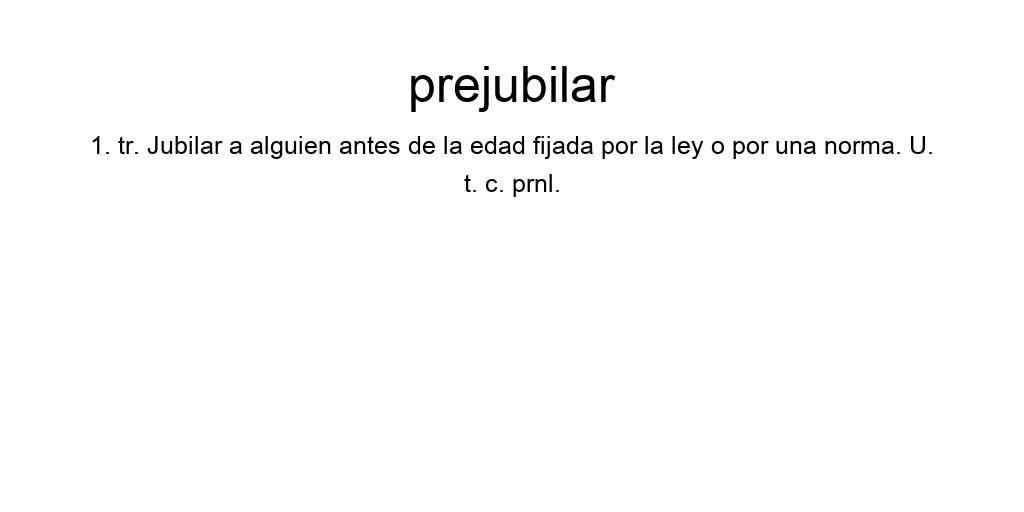 prejubilar
1. tr. Jubilar a alguien antes de la edad fijada por la ley o por una norma. U.
t. c. prnl.